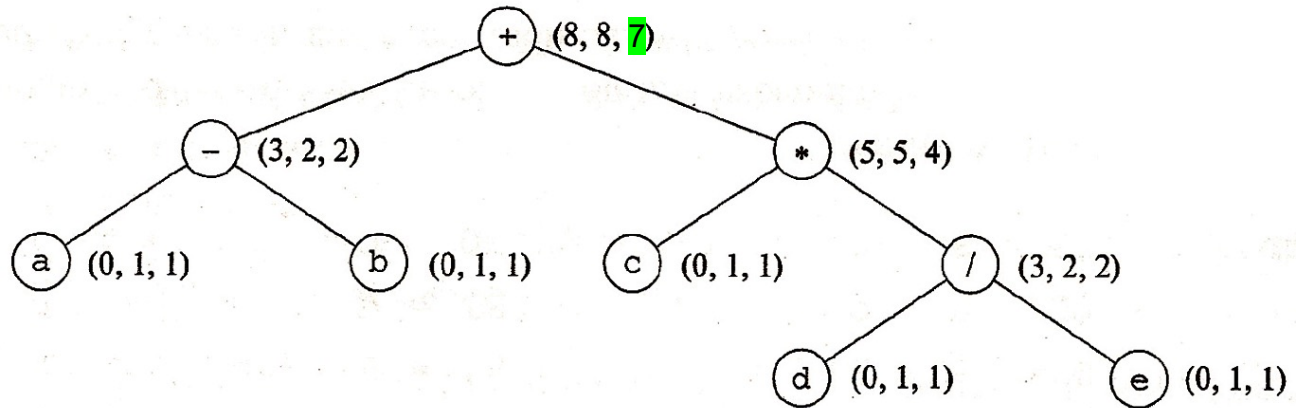 + (8, 8, 7)
− (3, 2, 2) * (5, 5, 4)
a (0, 1, 1) b (0, 1, 1) c (0, 1, 1) / (3, 2, 2)
d (0, 1, 1) e (0, 1, 1)